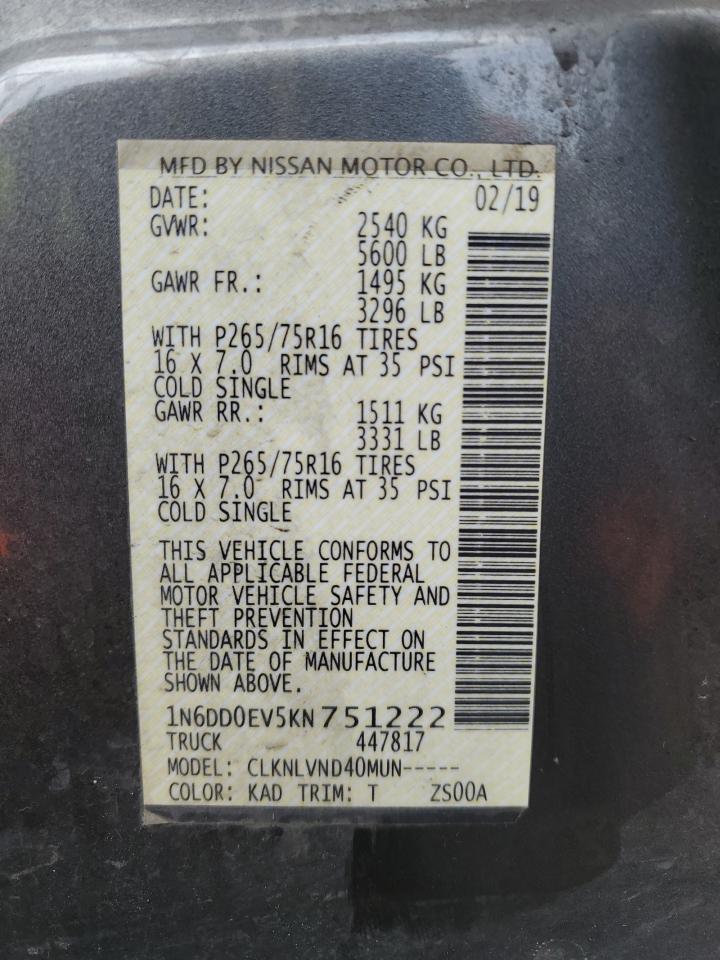 MFD BY NISSAN MOTOR CO., LTD.
DATE: 02/19
GVWR: 2540 KG
5600 LB
GAWR FR.: 1495 KG
3296 LB
WITH P265/75R16 TIRES
16 X 7.0 RIMS AT 35 PSI
COLD SINGLE
GAWR RR.: 1511 KG
3331 LB
WITH P265/75R16 TIRES
16 X 7.0 RIMS AT 35 PSI
COLD SINGLE
THIS VEHICLE CONFORMS TO
ALL APPLICABLE FEDERAL
MOTOR VEHICLE SAFETY AND
THEFT PREVENTION
STANDARDS IN EFFECT ON
THE DATE OF MANUFACTURE
SHOWN ABOVE.
1N6DD0EV5KN751222
TRUCK 447817
MODEL: CLKNLVND40MUN-----
COLOR: KAD TRIM: T ZS00A